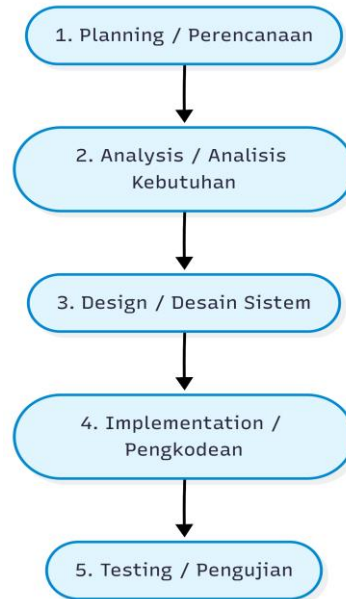 1. Planning / Perencanaan
2. Analysis / Analisis
Kebutuhan
3. Design / Desain Sistem
4. Implementation /
Pengkodean
5. Testing / Pengujian